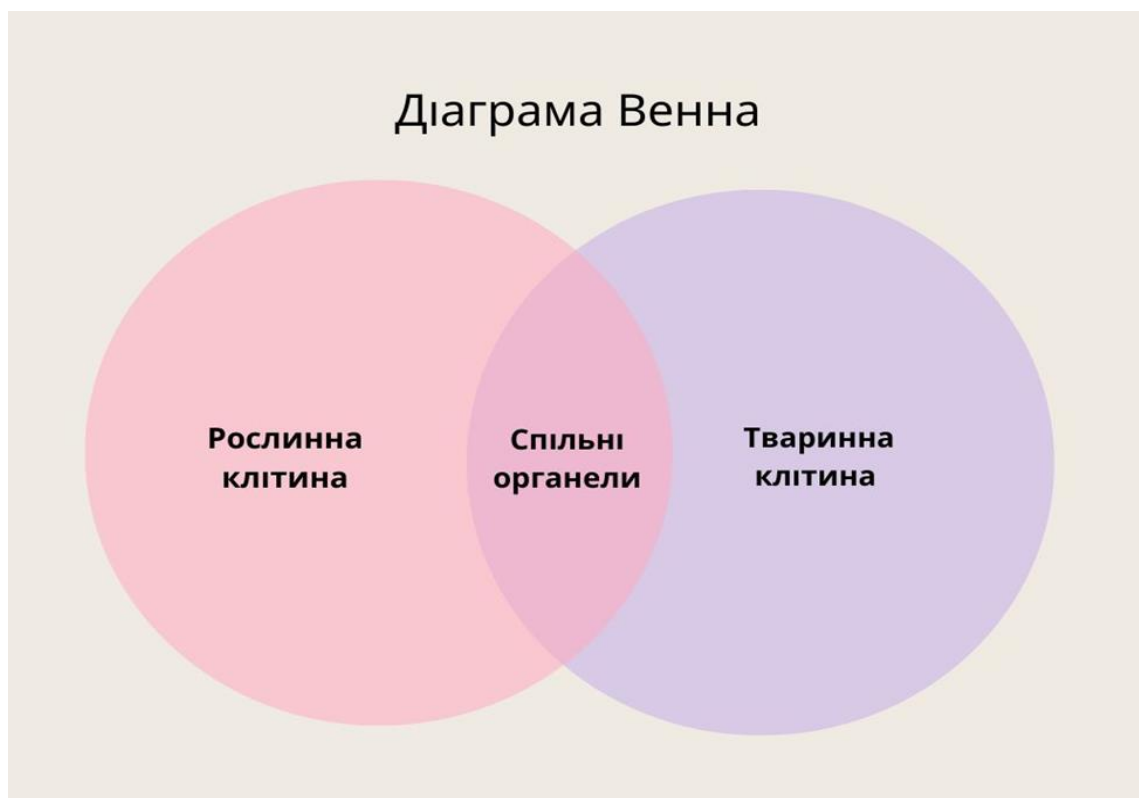 Діаграма Венна
Рослинна
клітина
Спільні
органели
Тваринна
клітина